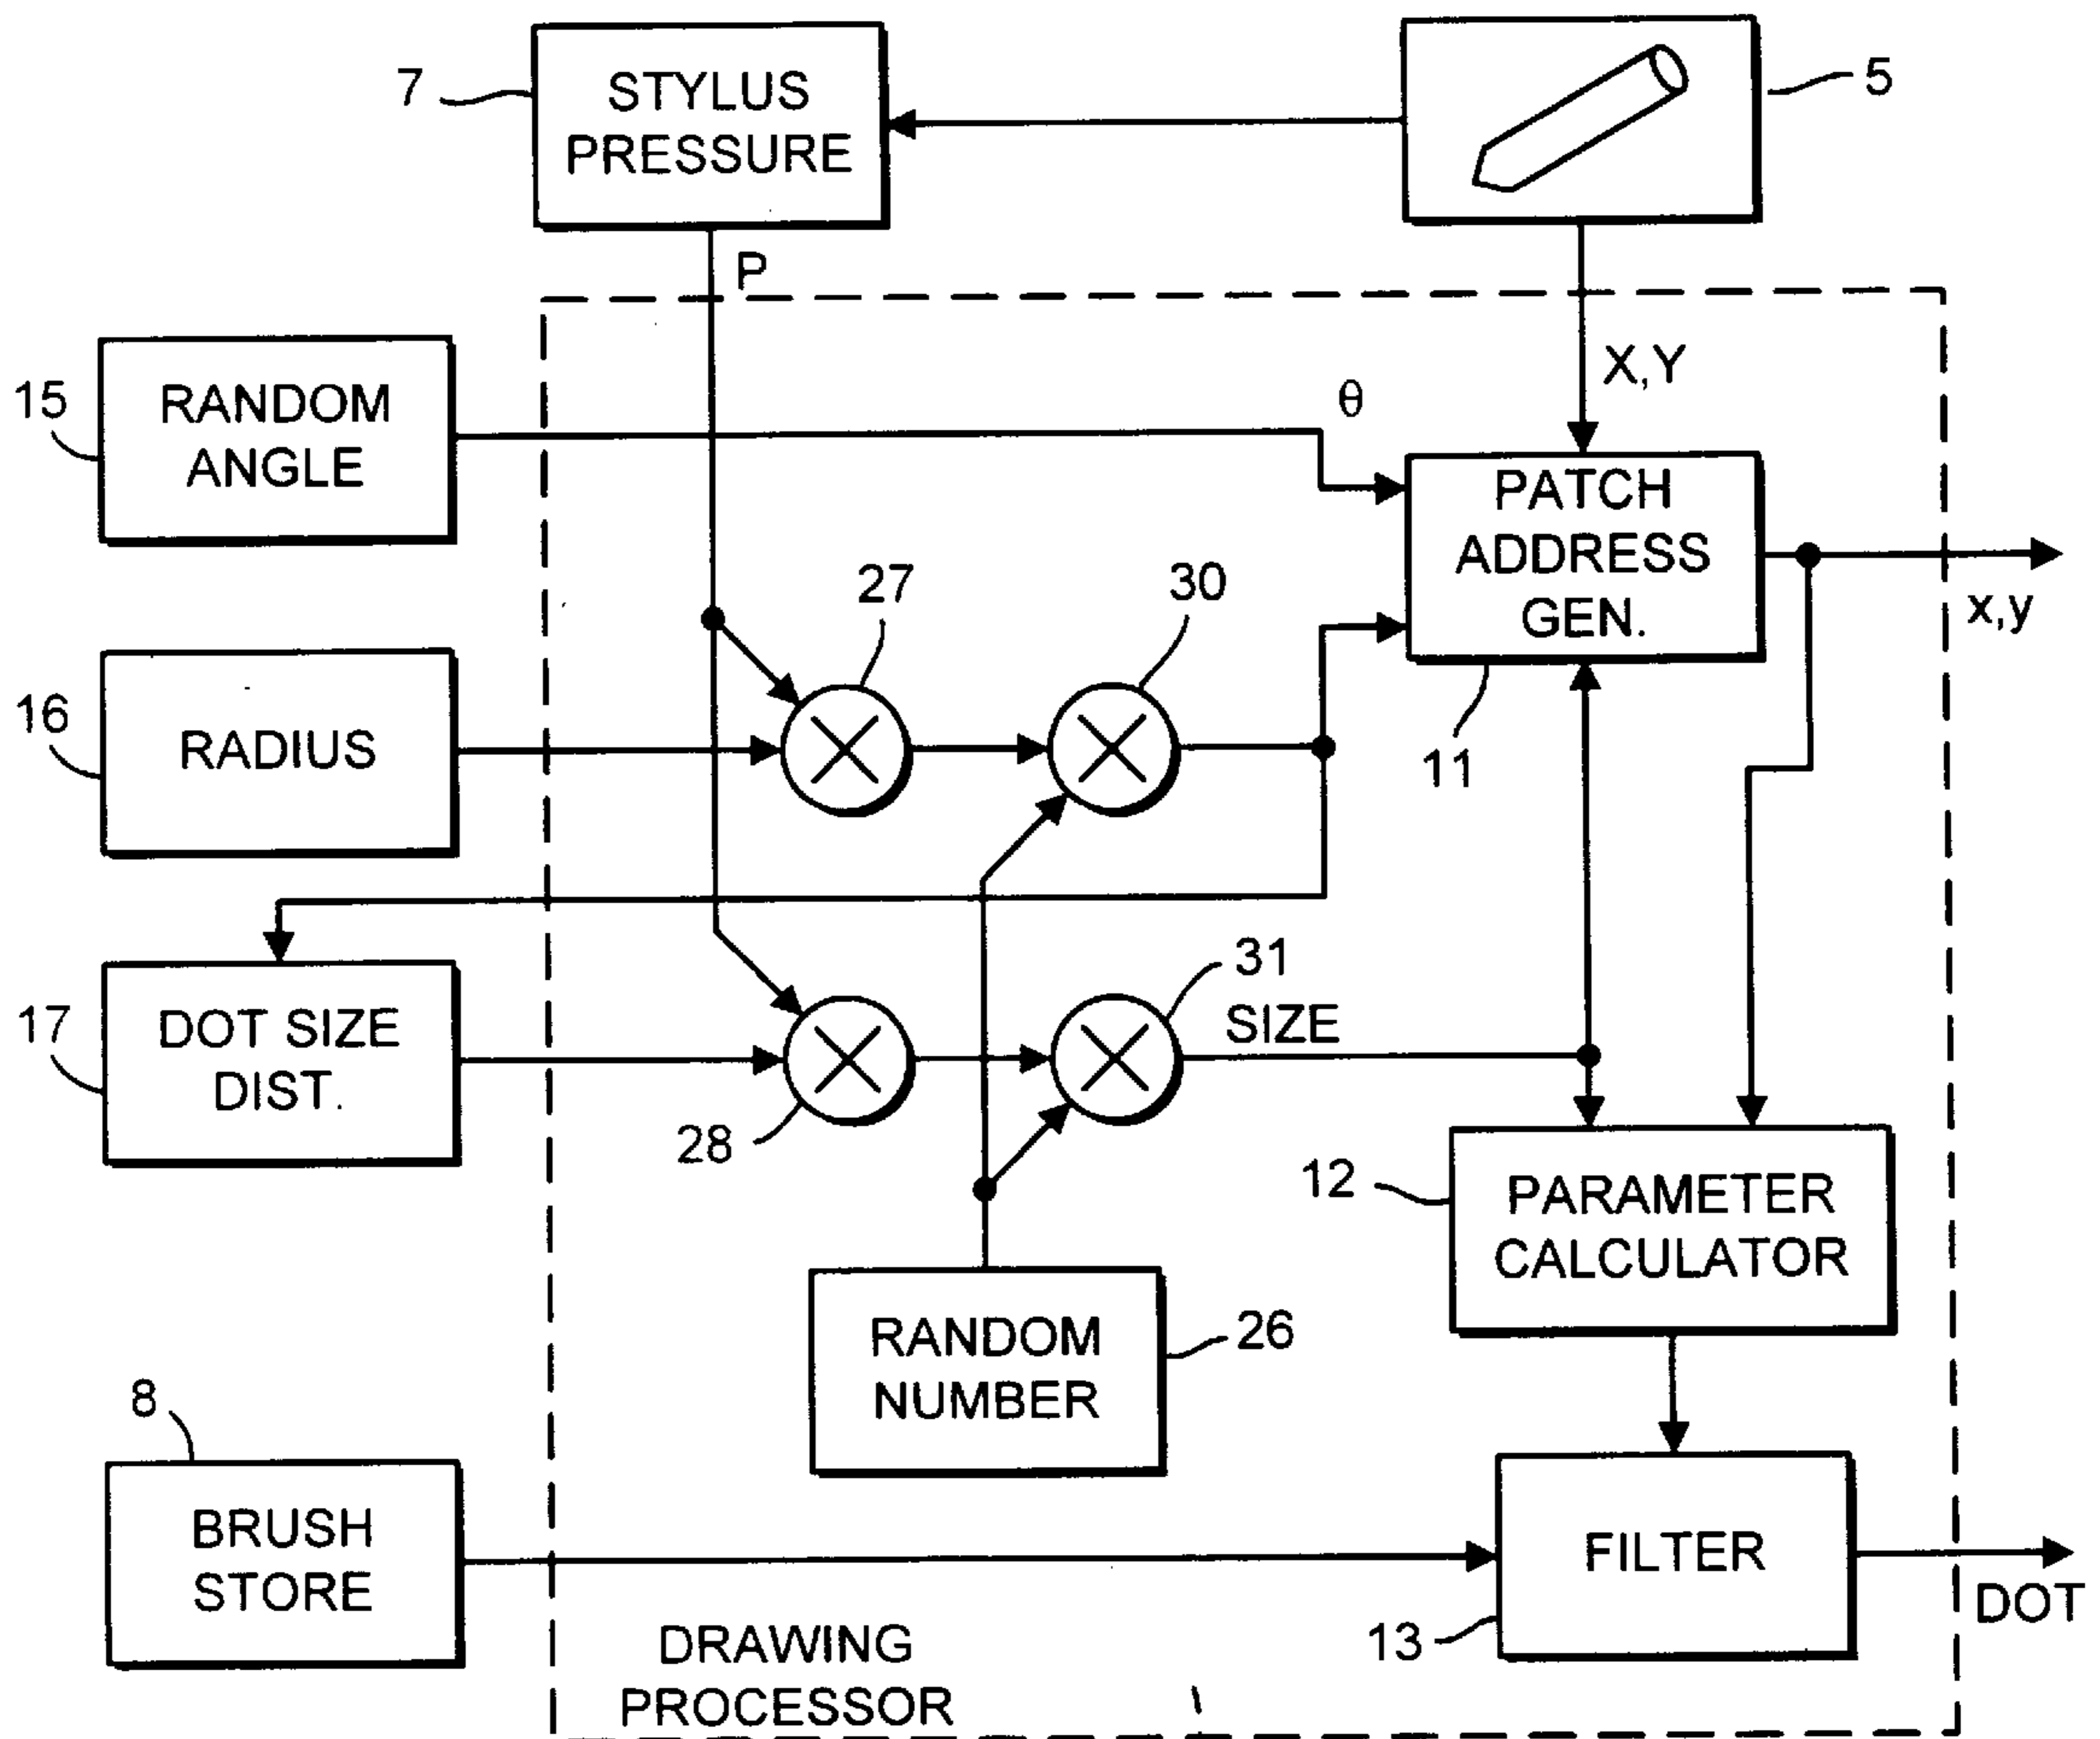 7
STYLUS
PRESSURE
5
P
15
RANDOM
ANGLE
θ
X,Y
PATCH
ADDRESS
GEN.
x,y
27
30
16
RADIUS
11
17
DOT SIZE
DIST.
31
SIZE
28
12
PARAMETER
CALCULATOR
RANDOM
NUMBER
26
8
BRUSH
STORE
FILTER
13
DOT
DRAWING
PROCESSOR